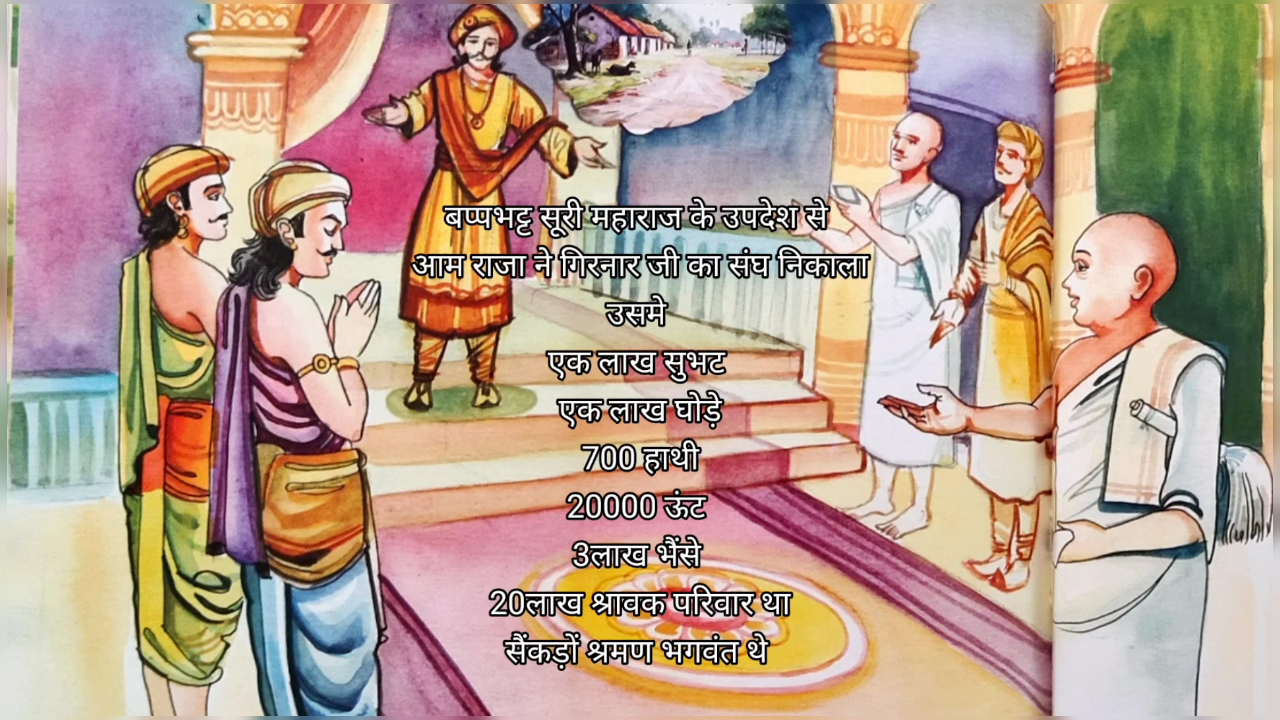 बप्पभट्ट सूरी महाराज के उपदेश से
आम राजा ने गिरनार जी का संघ निकाला
उसमे
एक लाख सुभट
एक लाख घोड़े
700 हाथी
20000 ऊंट
3लाख भैंसे
20लाख श्रावक परिवार था
सैंकड़ों श्रमण भगवंत थे